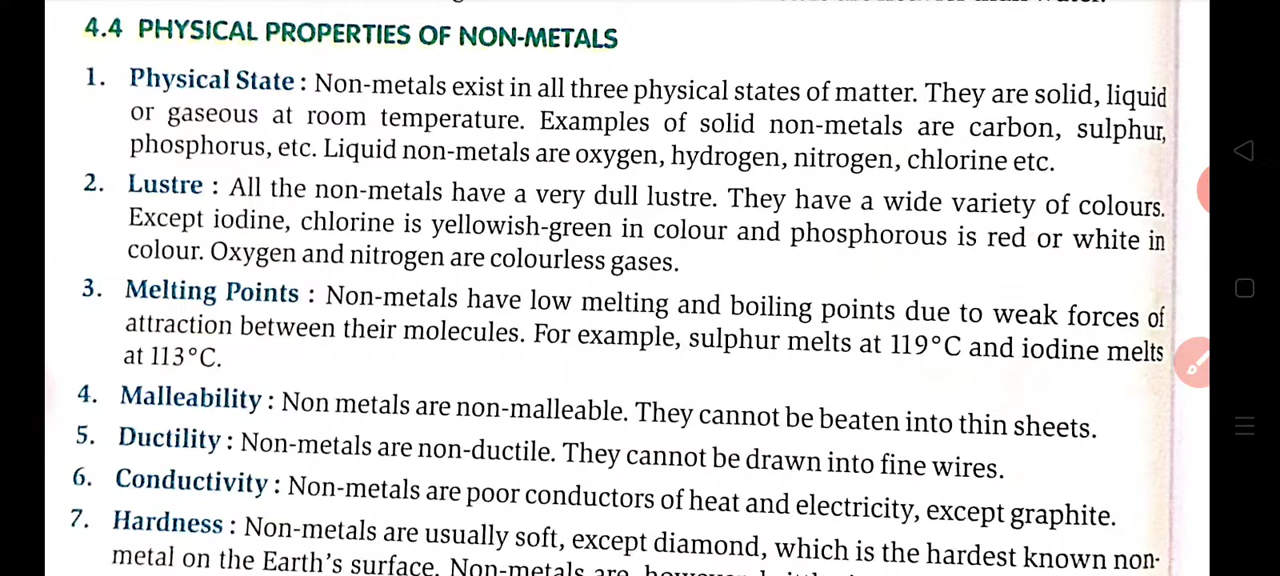 4.4 PHYSICAL PROPERTIES OF NON-METALS
1. Physical State : Non-metals exist in all three physical states of matter. They are solid, liquid
or gaseous at room temperature. Examples of solid non-metals are carbon, sulphur,
phosphorus, etc. Liquid non-metals are oxygen, hydrogen, nitrogen, chlorine etc.
2. Lustre : All the non-metals have a very dull lustre. They have a wide variety of colours.
Except iodine, chlorine is yellowish-green in colour and phosphorous is red or white in
colour. Oxygen and nitrogen are colourless gases.
3. Melting Points : Non-metals have low melting and boiling points due to weak forces of
attraction between their molecules. For example, sulphur melts at 119°C and iodine melts
at 113°C.
4. Malleability : Non metals are non-malleable. They cannot be beaten into thin sheets.
5. Ductility : Non-metals are non-ductile. They cannot be drawn into fine wires.
6. Conductivity : Non-metals are poor conductors of heat and electricity, except graphite.
7. Hardness : Non-metals are usually soft, except diamond, which is the hardest known non-
metal on the Earth's surface. Non-metals are, however